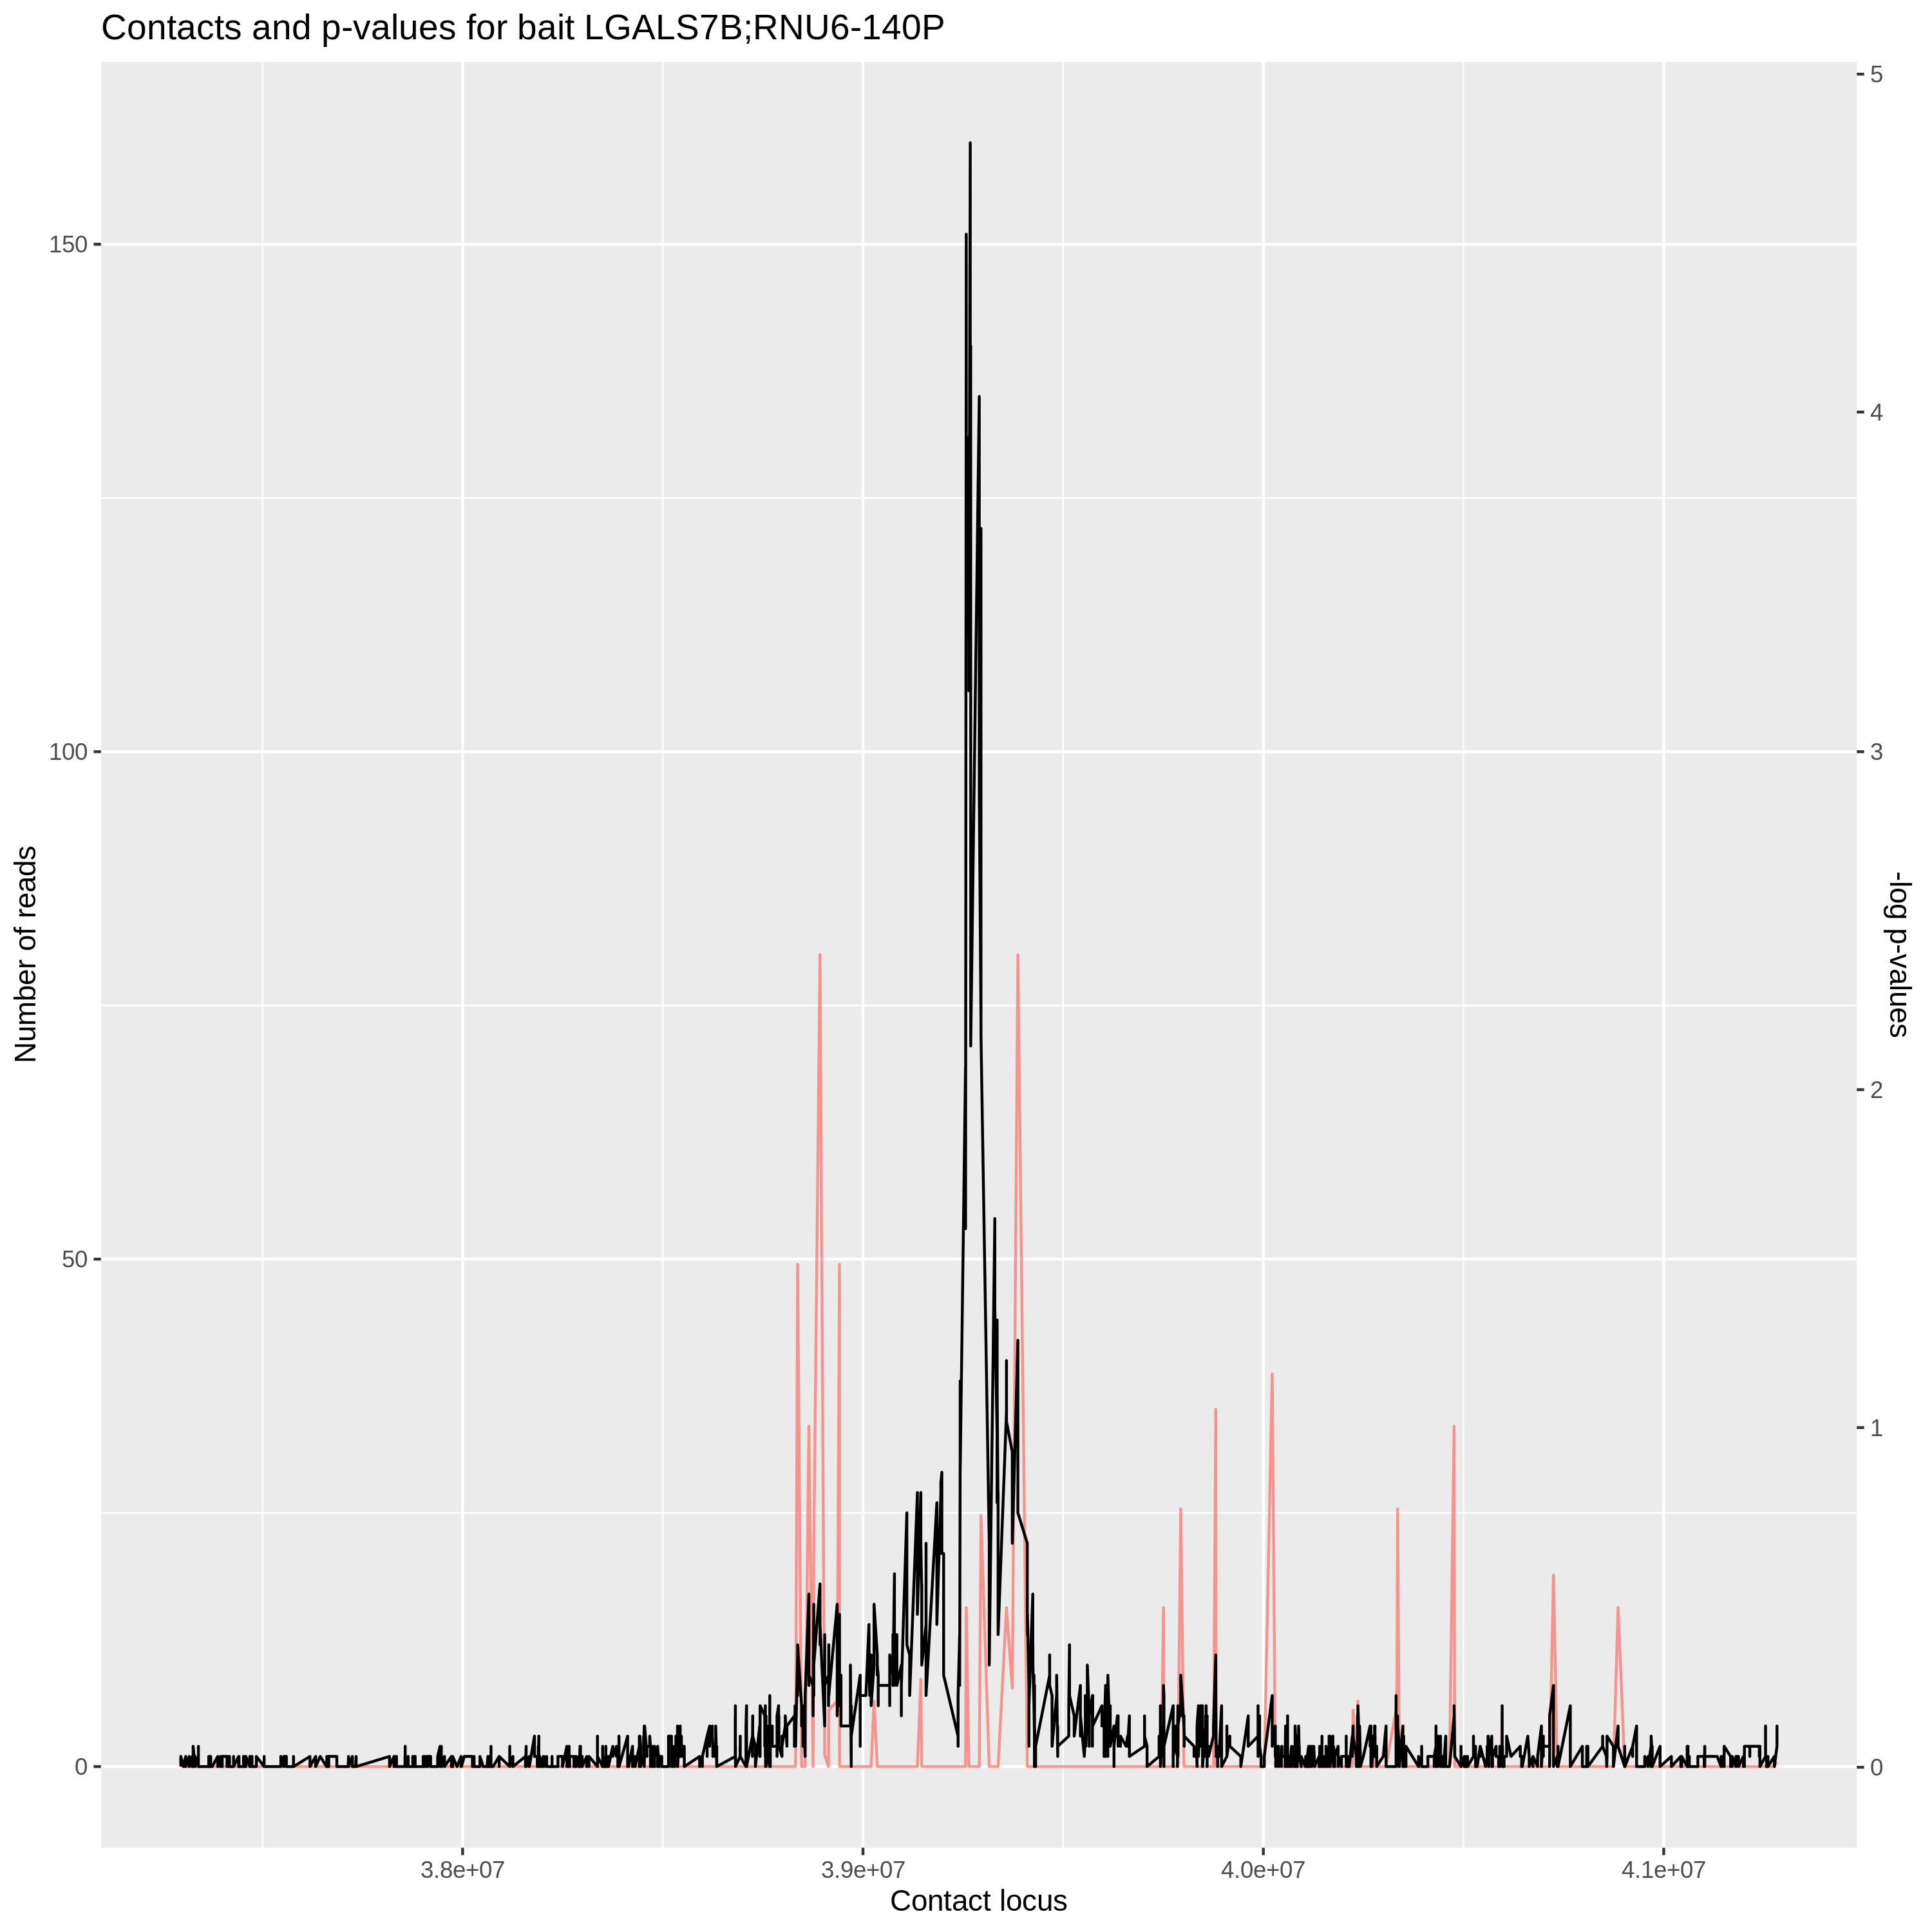 Contacts and p-values for bait LGALS7B;RNU6-140P
150
100
50
0
Number of reads
5
4
3
2
1
0
-log p-values
3.8e+07
3.9e+07
4.0e+07
4.1e+07
Contact locus